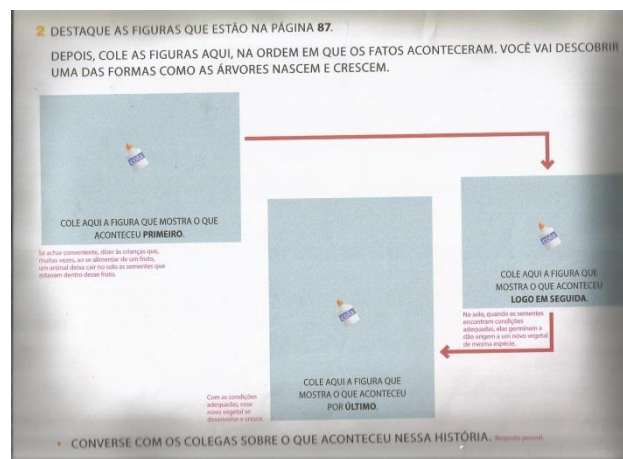 2 DESTAQUE AS FIGURAS QUE ESTÃO NA PÁGINA 87.
DEPOIS, COLE AS FIGURAS AQUI, NA ORDEM EM QUE OS FATOS ACONTECERAM. VOCÊ VAI DESCOBRIR
UMA DAS FORMAS COMO AS ÁRVORES NASCEM E CRESCEM.
COLA
COLE AQUI A FIGURA QUE MOSTRA O QUE
ACONTECEU PRIMEIRO.
Se achar conveniente, dizer às crianças que,
muitas vezes, ao se alimentar de um fruto,
um animal deixa cair no solo as sementes que
estavam dentro desse fruto.
COLA
COLE AQUI A FIGURA QUE
MOSTRA O QUE ACONTECEU
LOGO EM SEGUIDA.
No solo, quando as sementes
encontram condições
adequadas, elas germinam e
dão origem a um novo vegetal
de mesma espécie.
COLA
COLE AQUI A FIGURA QUE
MOSTRA O QUE ACONTECEU
POR ÚLTIMO.
Com as condições
adequadas, esse
novo vegetal se
desenvolve e cresce.
• CONVERSE COM OS COLEGAS SOBRE O QUE ACONTECEU NESSA HISTÓRIA. Resposta pessoal.